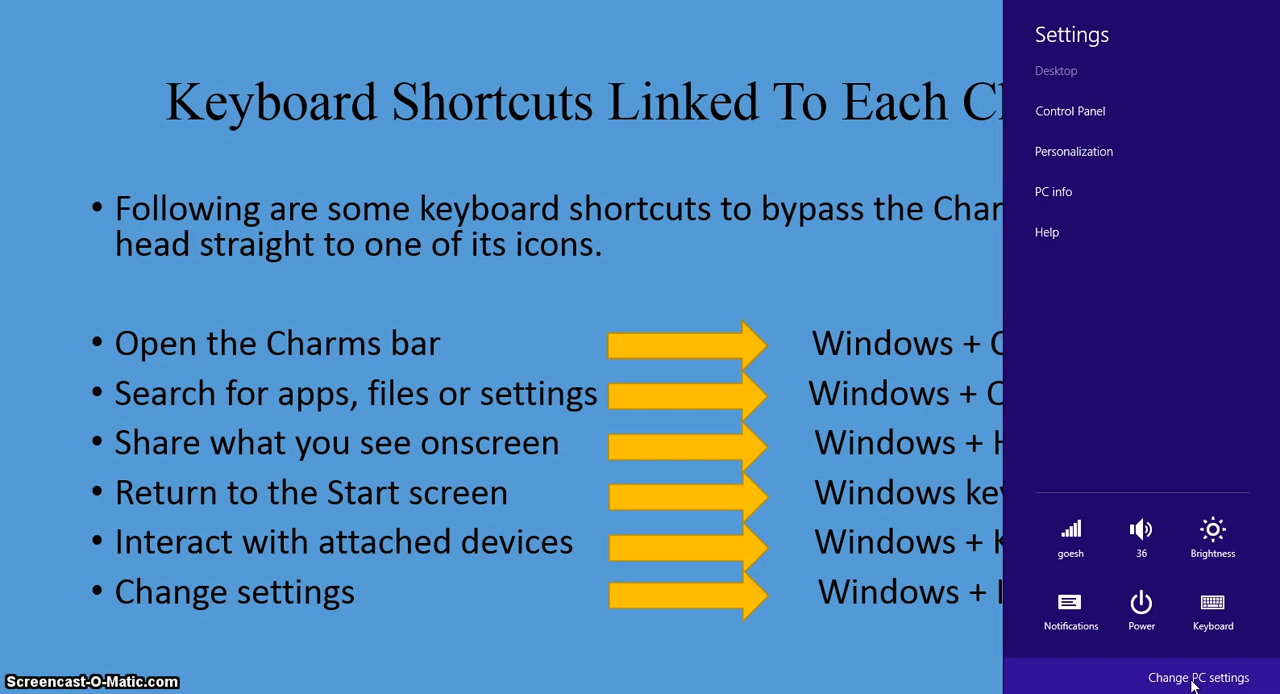 Keyboard Shortcuts Linked To Each
• Following are some keyboard shortcuts to bypass the
head straight to one of its icons.
• Open the Charms bar Windows +
• Search for apps, files or settings Windows +
• Share what you see onscreen Windows + H
• Return to the Start screen Windows key
• Interact with attached devices Windows + K
• Change settings Windows + I
Screencast-O-Matic.com
Settings
Desktop
Control Panel
Personalization
PC info
Help
goesh 36 Brightness
Notifications Power Keyboard
Change PC settings